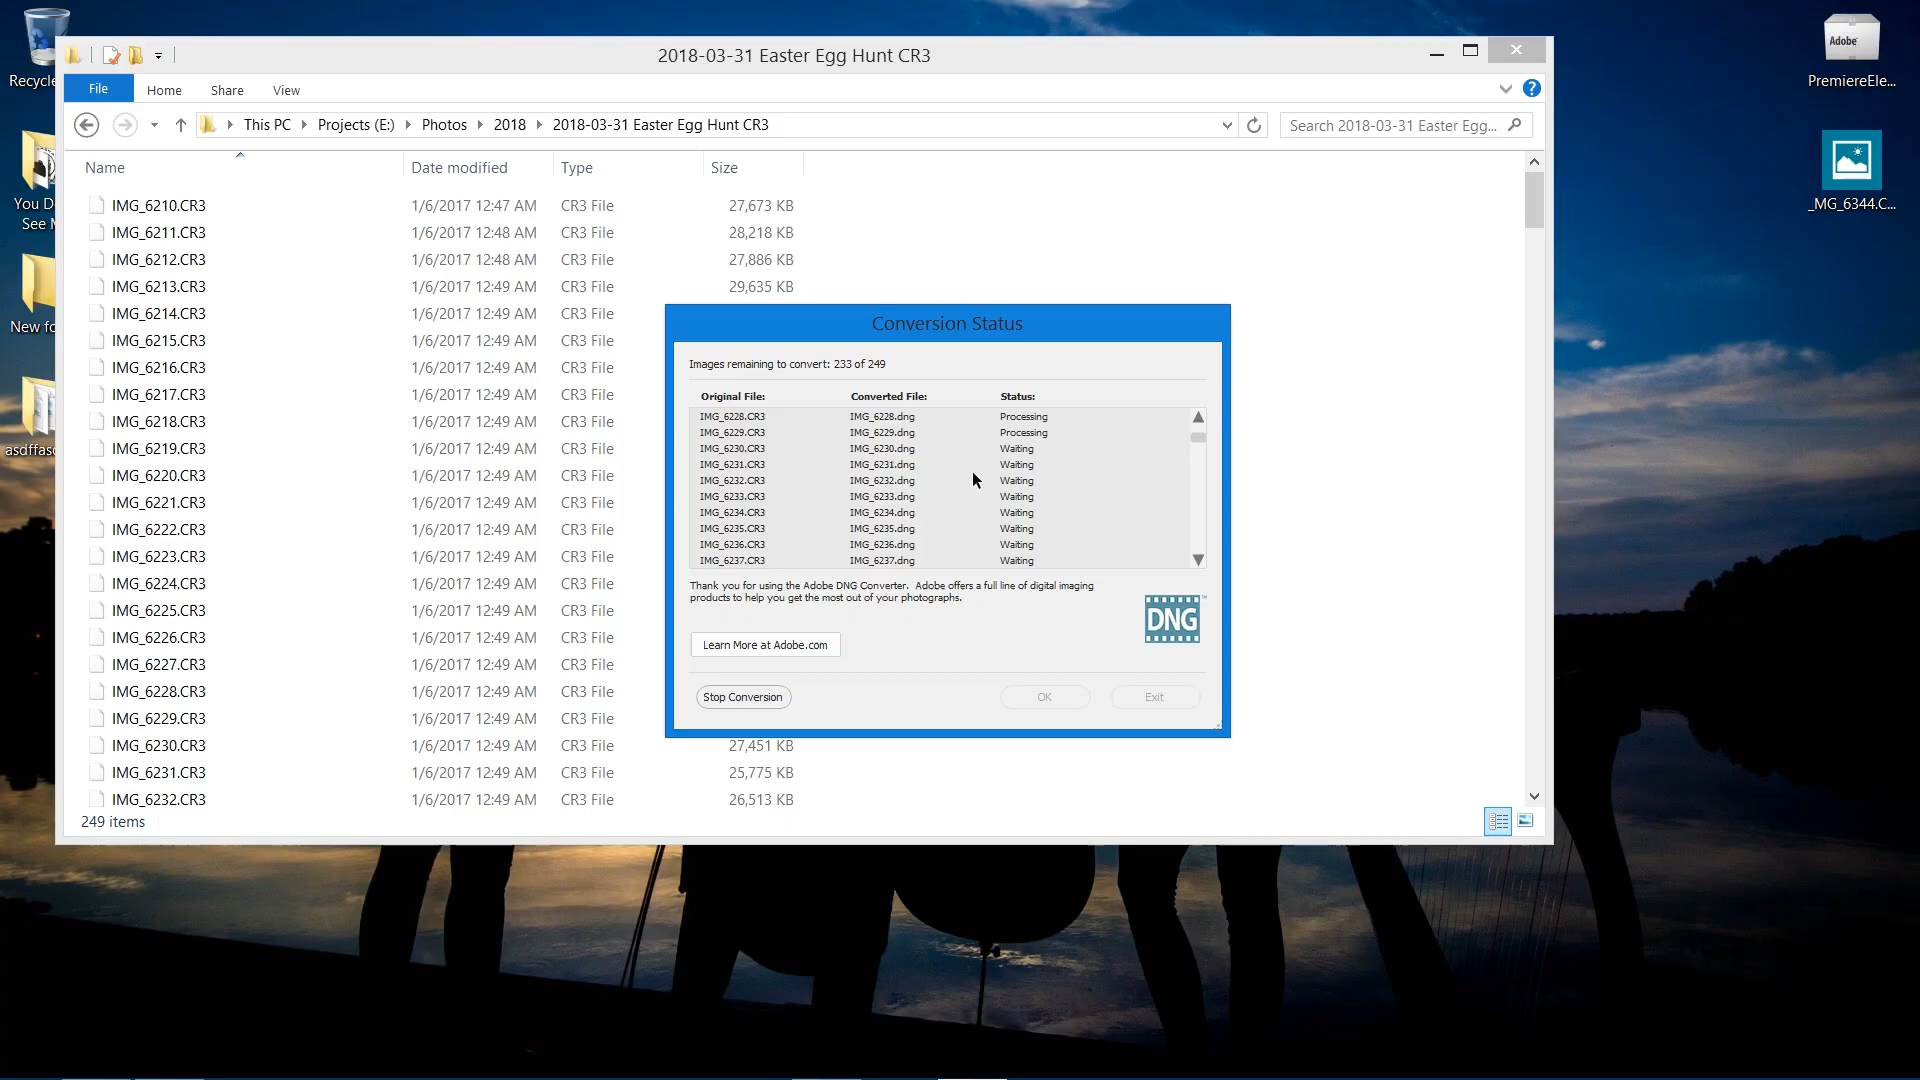 2018-03-31 Easter Egg Hunt CR3
File Home Share View
This PC Projects (E:) Photos 2018 2018-03-31 Easter Egg Hunt CR3
Search 2018-03-31 Easter Egg...
Name Date modified Type Size
IMG_6210.CR3 1/6/2017 12:47 AM CR3 File 27,673 KB
IMG_6211.CR3 1/6/2017 12:48 AM CR3 File 28,218 KB
IMG_6212.CR3 1/6/2017 12:48 AM CR3 File 27,886 KB
IMG_6213.CR3 1/6/2017 12:49 AM CR3 File 29,635 KB
IMG_6214.CR3 1/6/2017 12:49 AM CR3 File
IMG_6215.CR3 1/6/2017 12:49 AM CR3 File
IMG_6216.CR3 1/6/2017 12:49 AM CR3 File
IMG_6217.CR3 1/6/2017 12:49 AM CR3 File
IMG_6218.CR3 1/6/2017 12:49 AM CR3 File
IMG_6219.CR3 1/6/2017 12:49 AM CR3 File
IMG_6220.CR3 1/6/2017 12:49 AM CR3 File
IMG_6221.CR3 1/6/2017 12:49 AM CR3 File
IMG_6222.CR3 1/6/2017 12:49 AM CR3 File
IMG_6223.CR3 1/6/2017 12:49 AM CR3 File
IMG_6224.CR3 1/6/2017 12:49 AM CR3 File
IMG_6225.CR3 1/6/2017 12:49 AM CR3 File
IMG_6226.CR3 1/6/2017 12:49 AM CR3 File
IMG_6227.CR3 1/6/2017 12:49 AM CR3 File
IMG_6228.CR3 1/6/2017 12:49 AM CR3 File
IMG_6229.CR3 1/6/2017 12:49 AM CR3 File
IMG_6230.CR3 1/6/2017 12:49 AM CR3 File 27,451 KB
IMG_6231.CR3 1/6/2017 12:49 AM CR3 File 25,775 KB
IMG_6232.CR3 1/6/2017 12:49 AM CR3 File 26,513 KB
249 items
Conversion Status
Images remaining to convert: 233 of 249
Original File: Converted File: Status:
IMG_6228.CR3 IMG_6228.dng Processing
IMG_6229.CR3 IMG_6229.dng Processing
IMG_6230.CR3 IMG_6230.dng Waiting
IMG_6231.CR3 IMG_6231.dng Waiting
IMG_6232.CR3 IMG_6232.dng Waiting
IMG_6233.CR3 IMG_6233.dng Waiting
IMG_6234.CR3 IMG_6234.dng Waiting
IMG_6235.CR3 IMG_6235.dng Waiting
IMG_6236.CR3 IMG_6236.dng Waiting
IMG_6237.CR3 IMG_6237.dng Waiting
Thank you for using the Adobe DNG Converter. Adobe offers a full line of digital imaging
products to help you get the most out of your photographs.
DNG
Learn More at Adobe.com
Stop Conversion OK Exit
Recycle
You D
See M
New fo
asdffasd
Adobe
PremiereEle...
_MG_6344.C...